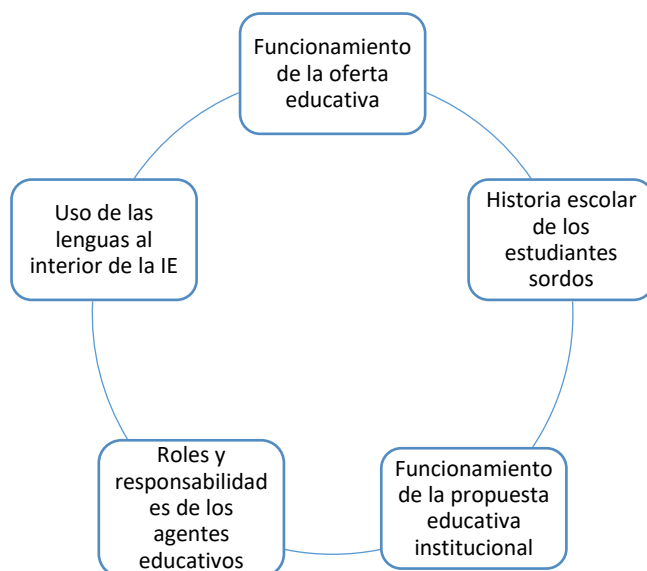 Funcionamiento
de la oferta
educativa
Historia escolar
de los
estudiantes
sordos
Funcionamiento
de la propuesta
educativa
institucional
Roles y
responsabilidad
es de los
agentes
educativos
Uso de las
lenguas al
interior de la IE